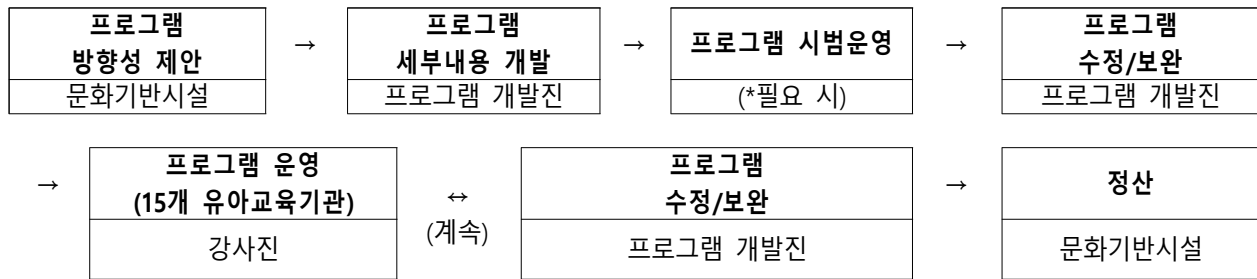 프로그램
방향성 제안
문화기반시설
→
프로그램
세부내용 개발
프로그램 개발진
→
프로그램 시범운영
(*필요 시)
→
프로그램
수정/보완
프로그램 개발진
→
프로그램 운영
(15개 유아교육기관)
강사진
↔
(계속)
프로그램
수정/보완
프로그램 개발진
→
정산
문화기반시설